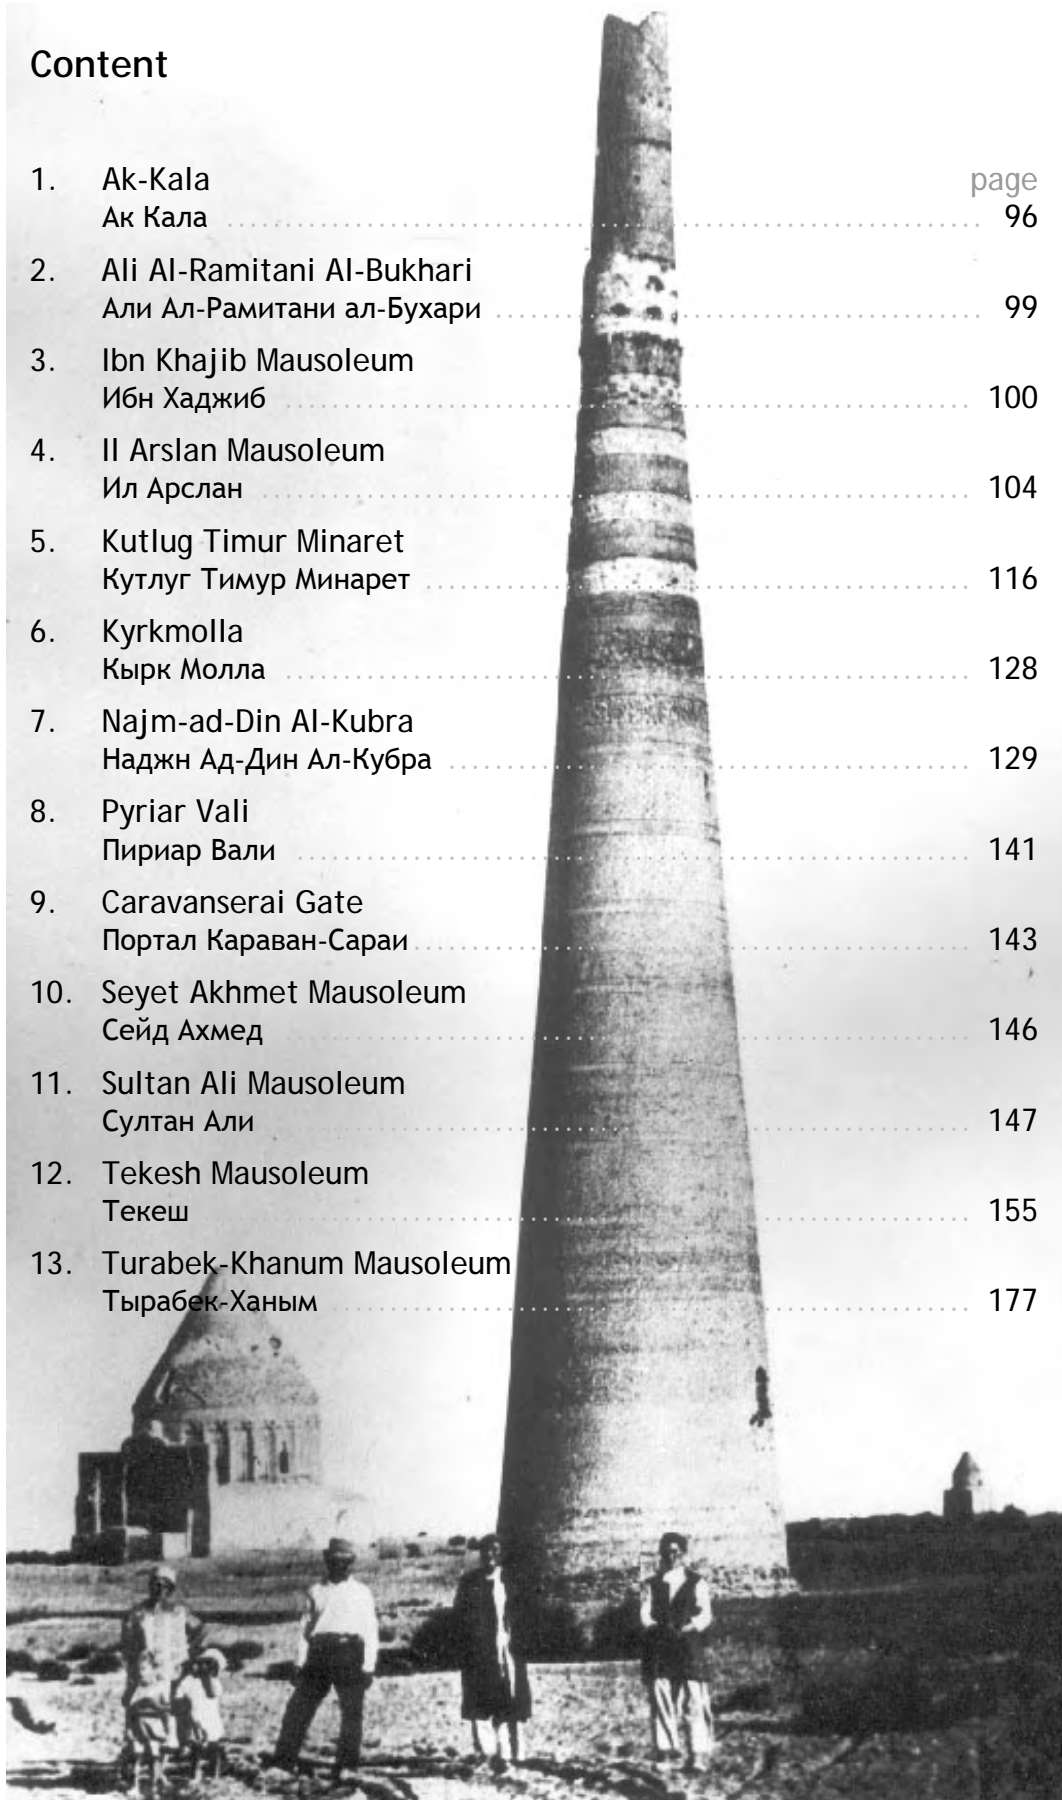 Content
1. Ak-Kala page
Ак Кала 96
2. Ali Al-Ramitani Al-Bukhari
Али Ал-Рамитани ал-Бухари 99
3. Ibn Khajib Mausoleum
Ибн Хаджиб 100
4. Il Arslan Mausoleum
Ил Арслан 104
5. Kutlug Timur Minaret
Кутлуг Тимур Минарет 116
6. Kyrkmolla
Кырк Молла 128
7. Najm-ad-Din Al-Kubra
Наджн Ад-Дин Ал-Кубра 129
8. Pyriar Vali
Пириар Вали 141
9. Caravanserai Gate
Портал Караван-Сараи 143
10. Seyet Akhmet Mausoleum
Сейд Ахмед 146
11. Sultan Ali Mausoleum
Султан Али 147
12. Tekesh Mausoleum
Текеш 155
13. Turabek-Khanum Mausoleum
Тырабек-Ханым 177